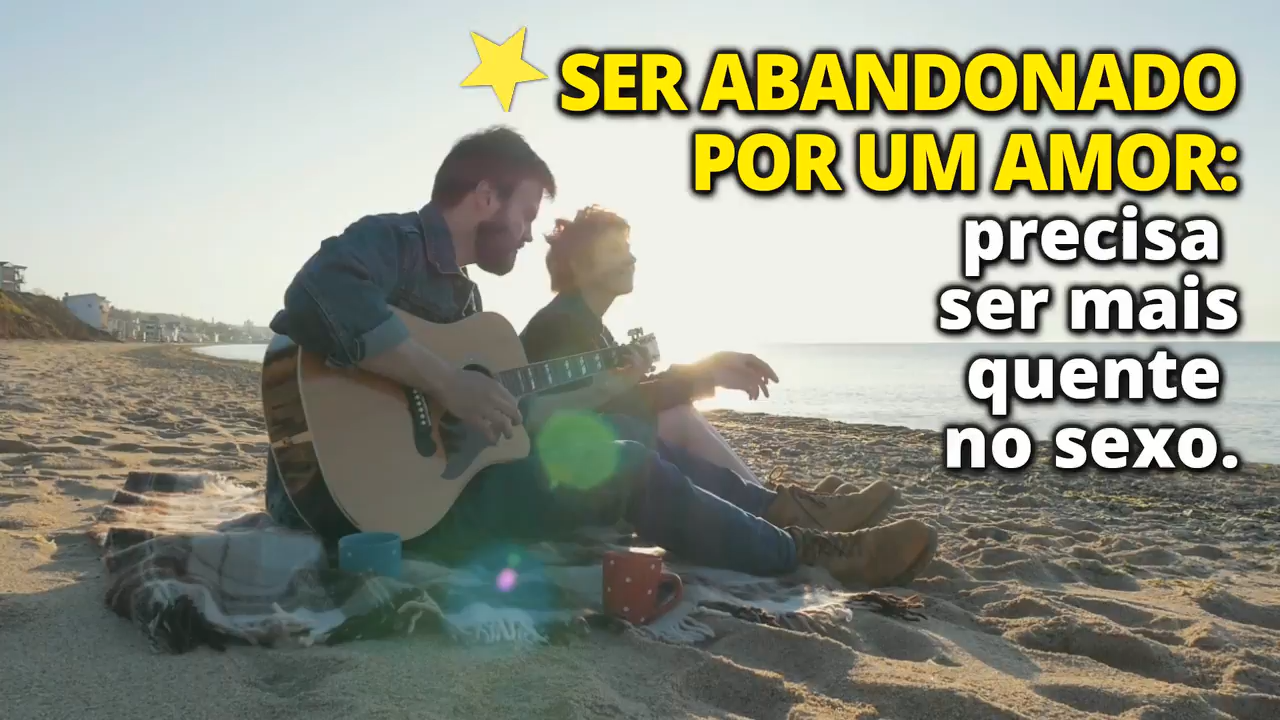 SER ABANDONADO
POR UM AMOR:
precisa
ser mais
quente
no sexo.